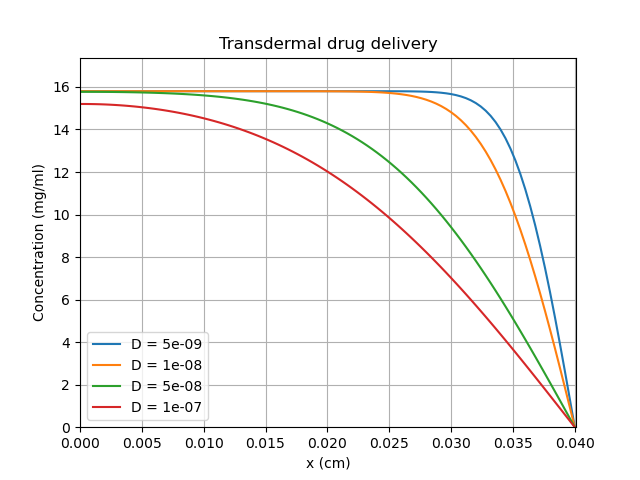 Transdermal drug delivery
Concentration (mg/ml)
16
14
12
10
8
6
4
2
0
D = 5e-09
D = 1e-08
D = 5e-08
D = 1e-07
0.000 0.005 0.010 0.015 0.020 0.025 0.030 0.035 0.040
x (cm)